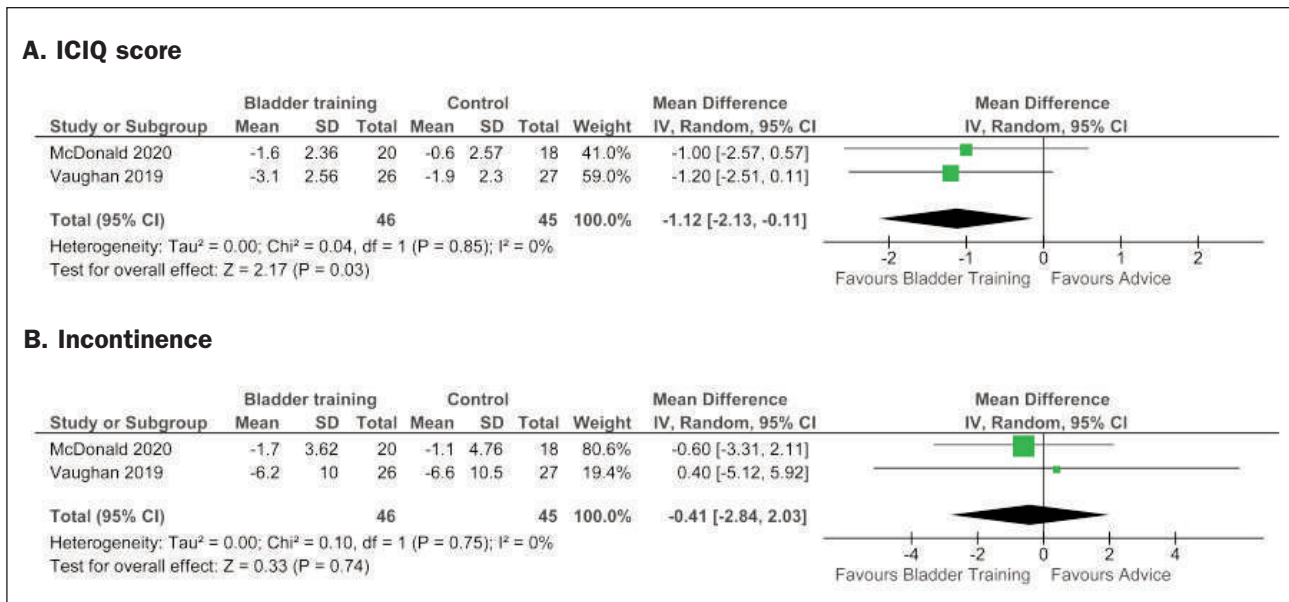 A. ICIQ score
Bladder training Control Mean Difference Mean Difference
Study or Subgroup Mean SD Total Mean SD Total Weight IV, Random, 95% CI IV, Random, 95% CI
McDonald 2020 -1.6 2.36 20 -0.6 2.57 18 41.0% -1.00 [-2.57, 0.57]
Vaughan 2019 -3.1 2.56 26 -1.9 2.3 27 59.0% -1.20 [-2.51, 0.11]
Total (95% CI) 46 45 100.0% -1.12 [-2.13, -0.11]
Heterogeneity: Tau² = 0.00; Chi² = 0.04, df = 1 (P = 0.85); I² = 0%
Test for overall effect: Z = 2.17 (P = 0.03)
-2 -1 0 1 2
Favours Bladder Training Favours Advice
B. Incontinence
Bladder training Control Mean Difference Mean Difference
Study or Subgroup Mean SD Total Mean SD Total Weight IV, Random, 95% CI IV, Random, 95% CI
McDonald 2020 -1.7 3.62 20 -1.1 4.76 18 80.6% -0.60 [-3.31, 2.11]
Vaughan 2019 -6.2 10 26 -6.6 10.5 27 19.4% 0.40 [-5.12, 5.92]
Total (95% CI) 46 45 100.0% -0.41 [-2.84, 2.03]
Heterogeneity: Tau² = 0.00; Chi² = 0.10, df = 1 (P = 0.75); I² = 0%
Test for overall effect: Z = 0.33 (P = 0.74)
-4 -2 0 2 4
Favours Bladder Training Favours Advice